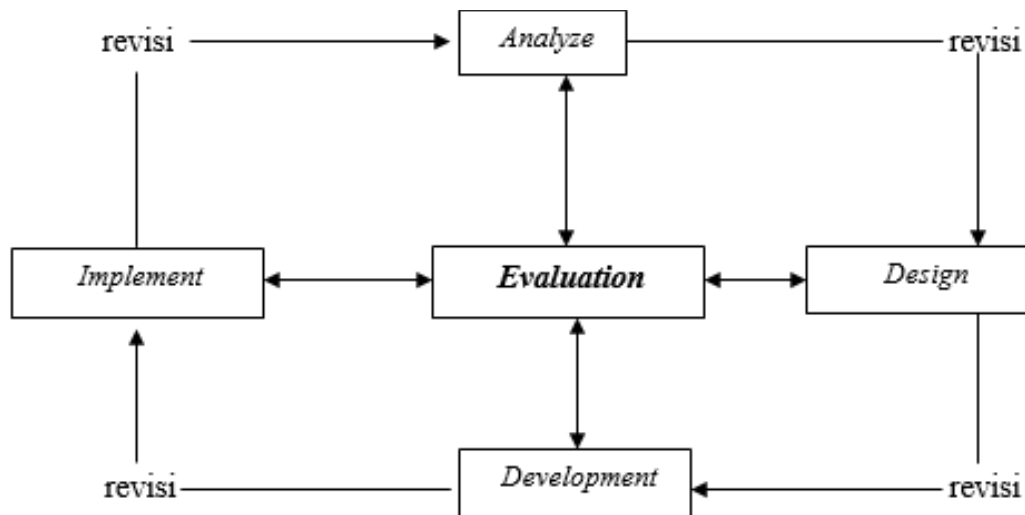 revisi
Analyze
revisi
Implement
Evaluation
Design
revisi
Development
revisi